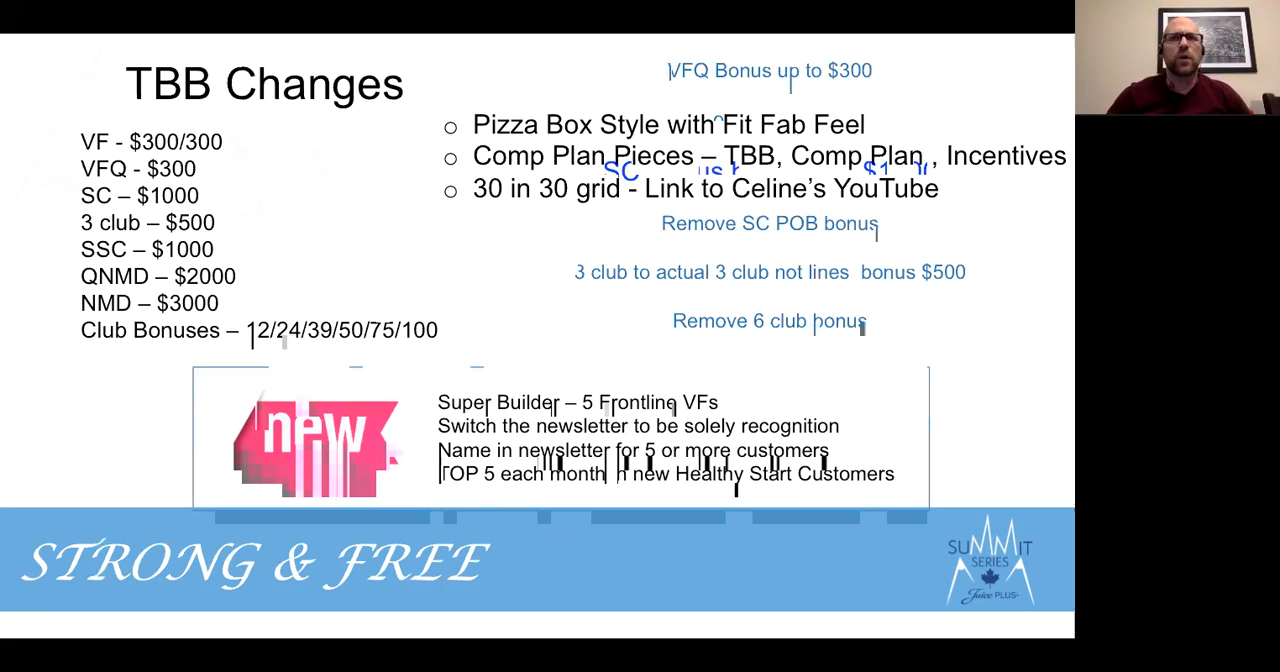 TBB Changes
VF - $300/300
VFQ - $300
SC – $1000
3 club – $500
SSC – $1000
QNMD – $2000
NMD – $3000
Club Bonuses – 12/24/39/50/75/100
VFQ Bonus up to $300
Pizza Box Style with Fit Fab Feel
Comp Plan Pieces – TBB, Comp Plan , Incentives
SC
30 in 30 grid - Link to Celine’s YouTube
Remove SC POB bonus
3 club to actual 3 club not lines bonus $500
Remove 6 club bonus
new
Super Builder – 5 Frontline VFs
Switch the newsletter to be solely recognition
Name in newsletter for 5 or more customers
TOP 5 each month in new Healthy Start Customers
STRONG & FREE
SUMMIT
SERIES
Juice PLUS+